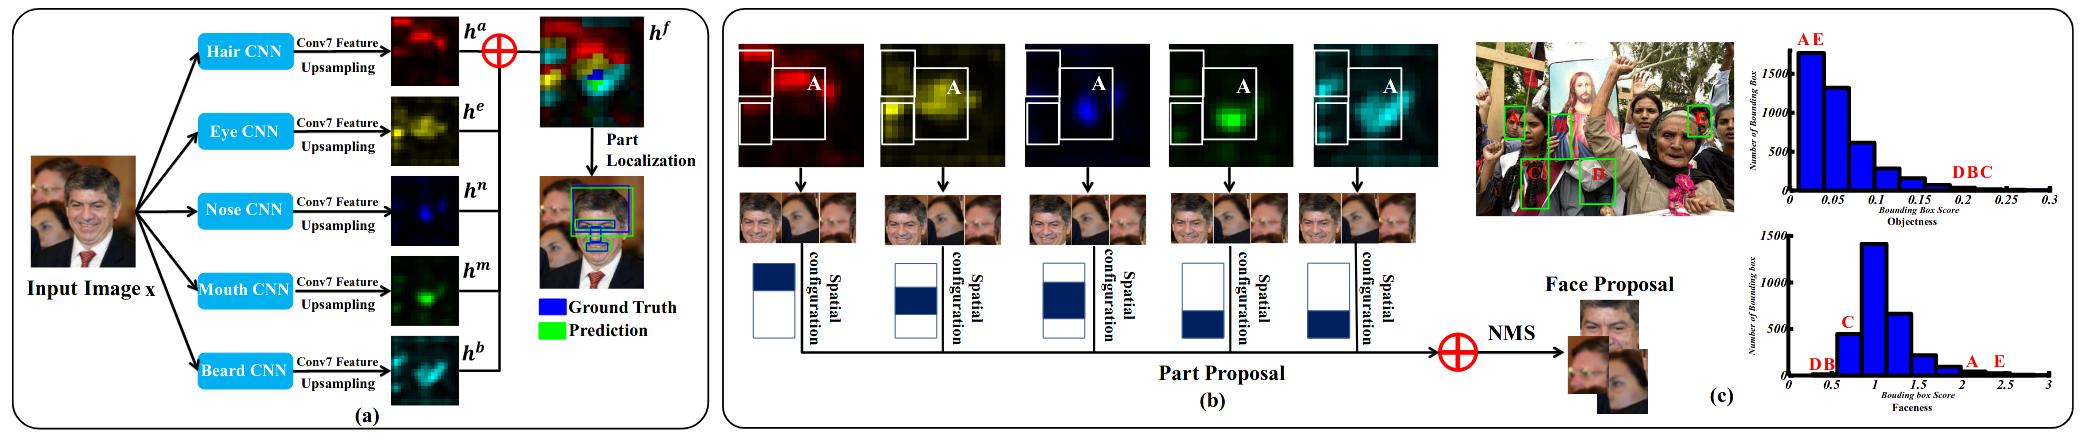 Hair CNN
Conv7 Feature
Upsampling
h^a
Eye CNN
Conv7 Feature
Upsampling
h^e
Nose CNN
Conv7 Feature
Upsampling
h^n
Mouth CNN
Conv7 Feature
Upsampling
h^m
Beard CNN
Conv7 Feature
Upsampling
h^b
Input Image x
h^f
Part
Localization
Ground Truth
Prediction
(a)
A
A
A
A
A
Spatial
configuration
Spatial
configuration
Spatial
configuration
Spatial
configuration
Spatial
configuration
Part Proposal
(b)
NMS
Face Proposal
A
B
C
D
E
(c)
A E
D B C
Number of Bounding Box
1500
1000
500
0
0 0.05 0.1 0.15 0.2 0.25 0.3
Bounding Box Score
Objectness
C
D B
A E
Number of Bounding box
1500
1000
500
0
0 0.5 1 1.5 2 2.5 3
Bouding box Score
Faceness